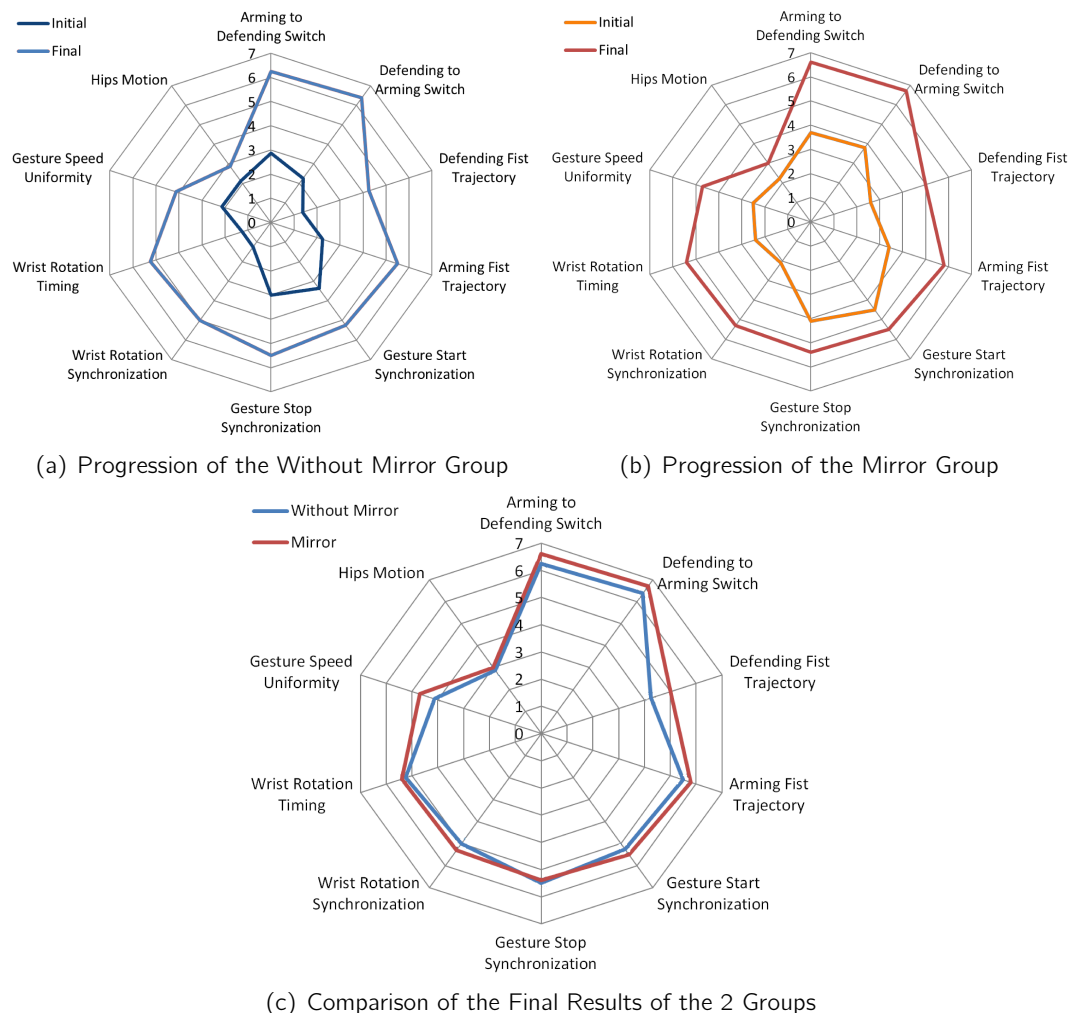 Initial
Final
Arming to
Defending Switch
Defending to
Arming Switch
Defending Fist
Trajectory
Arming Fist
Trajectory
Gesture Start
Synchronization
Gesture Stop
Synchronization
Wrist Rotation
Synchronization
Wrist Rotation
Timing
Gesture Speed
Uniformity
Hips Motion
7
6
5
4
3
2
1
0
(a) Progression of the Without Mirror Group
Initial
Final
Arming to
Defending Switch
Defending to
Arming Switch
Defending Fist
Trajectory
Arming Fist
Trajectory
Gesture Start
Synchronization
Gesture Stop
Synchronization
Wrist Rotation
Synchronization
Wrist Rotation
Timing
Gesture Speed
Uniformity
Hips Motion
7
6
5
4
3
2
1
0
(b) Progression of the Mirror Group
Without Mirror
Mirror
Arming to
Defending Switch
Defending to
Arming Switch
Defending Fist
Trajectory
Arming Fist
Trajectory
Gesture Start
Synchronization
Gesture Stop
Synchronization
Wrist Rotation
Synchronization
Wrist Rotation
Timing
Gesture Speed
Uniformity
Hips Motion
7
6
5
4
3
2
1
0
(c) Comparison of the Final Results of the 2 Groups